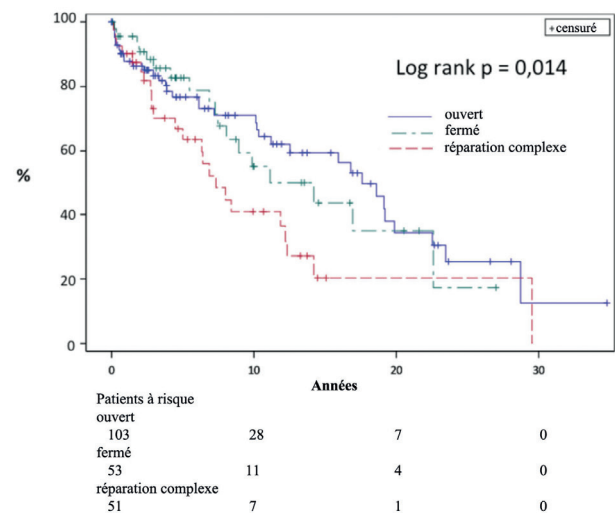 100
80
60
40
20
0
%
+censuré
Log rank p = 0,014
ouvert
fermé
réparation complexe
0 10 20 30
Années
Patients à risque
ouvert
103 28 7 0
fermé
53 11 4 0
réparation complexe
51 7 1 0